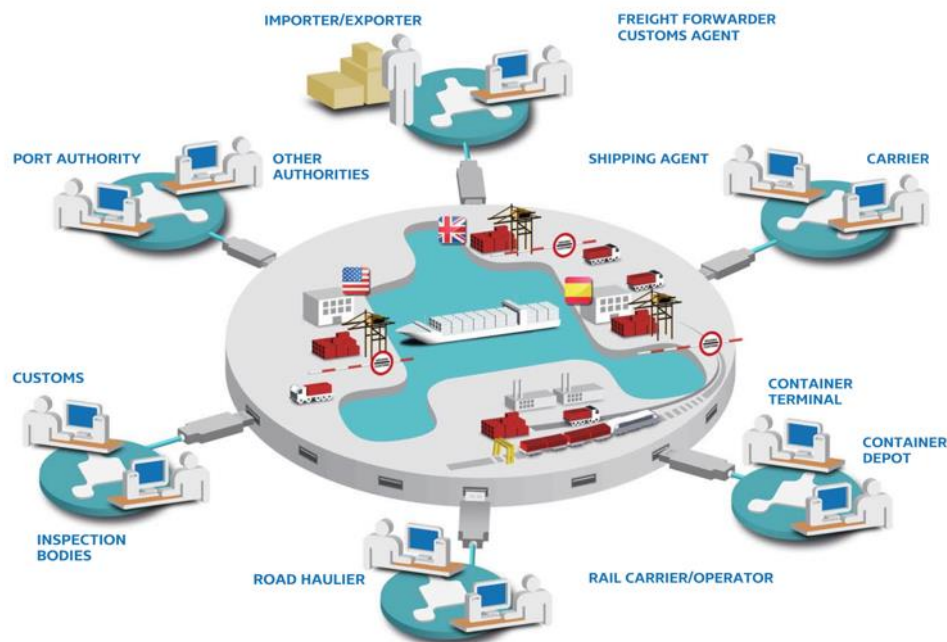 IMPORTER/EXPORTER
FREIGHT FORWARDER
CUSTOMS AGENT
PORT AUTHORITY
OTHER
AUTHORITIES
SHIPPING AGENT
CARRIER
CUSTOMS
CONTAINER
TERMINAL
CONTAINER
DEPOT
INSPECTION
BODIES
ROAD HAULIER
RAIL CARRIER/OPERATOR